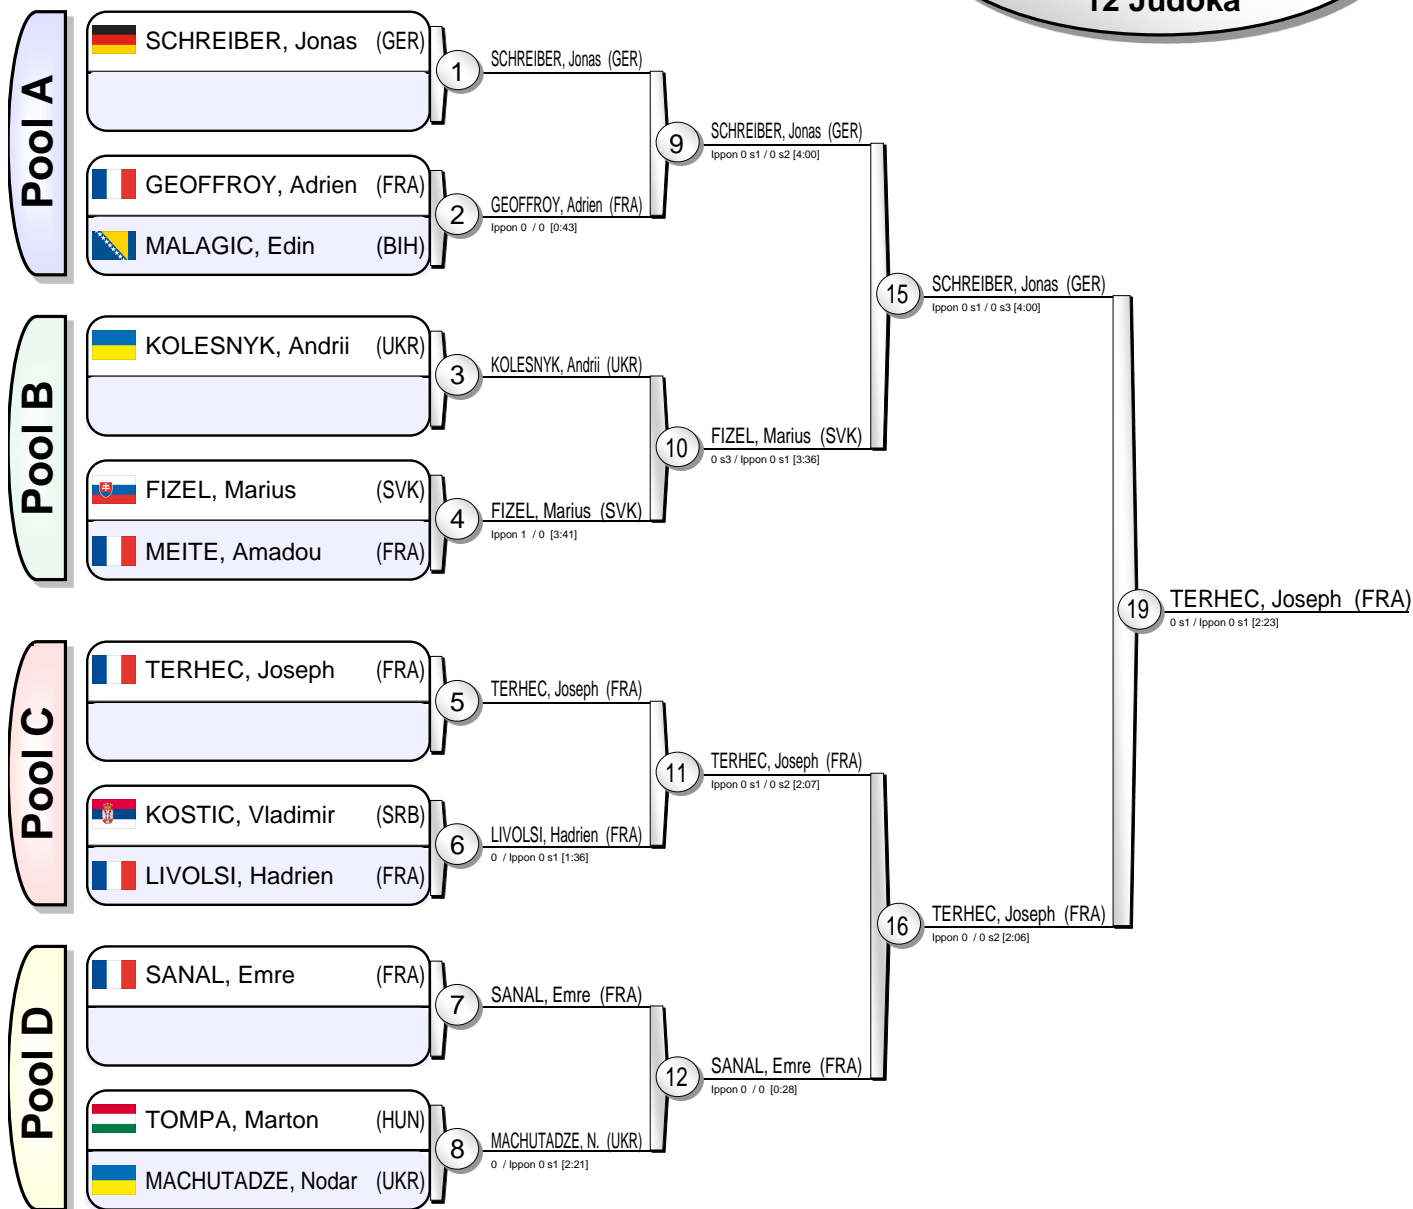 12 Judoka
Pool A
SCHREIBER, Jonas (GER)
1
SCHREIBER, Jonas (GER)
GEOFFROY, Adrien (FRA)
MALAGIC, Edin (BIH)
2
GEOFFROY, Adrien (FRA)
Ippon 0 / 0 [0:43]
9
SCHREIBER, Jonas (GER)
Ippon 0 s1 / 0 s2 [4:00]
Pool B
KOLESNYK, Andrii (UKR)
3
KOLESNYK, Andrii (UKR)
FIZEL, Marius (SVK)
MEITE, Amadou (FRA)
4
FIZEL, Marius (SVK)
Ippon 1 / 0 [3:41]
10
FIZEL, Marius (SVK)
0 s3 / Ippon 0 s1 [3:36]
15
SCHREIBER, Jonas (GER)
Ippon 0 s1 / 0 s3 [4:00]
Pool C
TERHEC, Joseph (FRA)
5
TERHEC, Joseph (FRA)
KOSTIC, Vladimir (SRB)
LIVOLSI, Hadrien (FRA)
6
LIVOLSI, Hadrien (FRA)
0 / Ippon 0 s1 [1:36]
11
TERHEC, Joseph (FRA)
Ippon 0 s1 / 0 s2 [2:07]
Pool D
SANAL, Emre (FRA)
7
SANAL, Emre (FRA)
TOMPA, Marton (HUN)
MACHUTADZE, Nodar (UKR)
8
MACHUTADZE, N. (UKR)
0 / Ippon 0 s1 [2:21]
12
SANAL, Emre (FRA)
Ippon 0 / 0 [0:28]
16
TERHEC, Joseph (FRA)
Ippon 0 / 0 s2 [2:06]
19
TERHEC, Joseph (FRA)
0 s1 / Ippon 0 s1 [2:23]